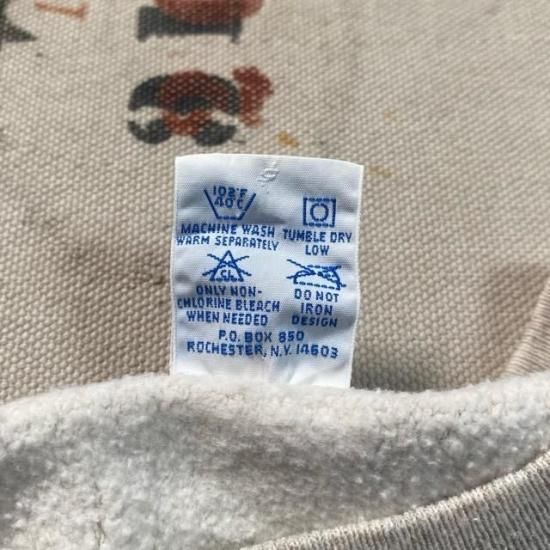 102°F
40°C
MACHINE WASH
WARM SEPARATELY
TUMBLE DRY
LOW
CL
ONLY NON-
CHLORINE BLEACH
WHEN NEEDED
DO NOT
IRON
DESIGN
P.O. BOX 850
ROCHESTER, N.Y. 14603